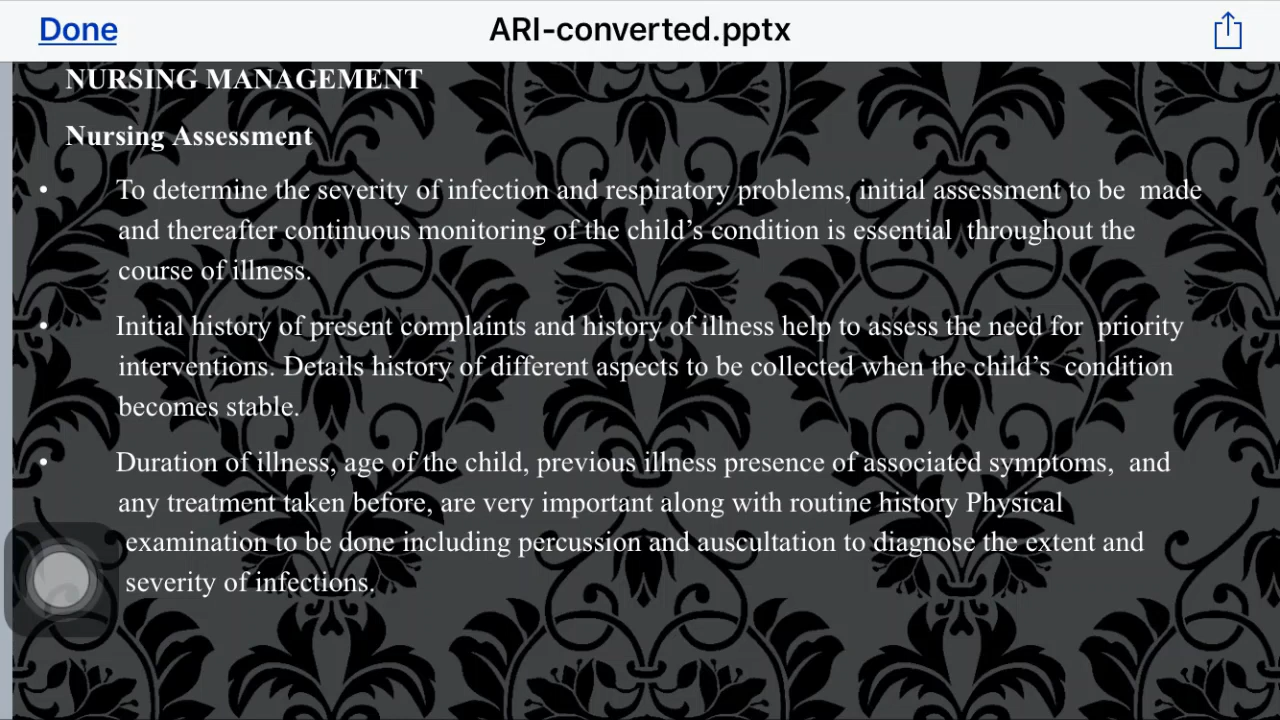 Done
ARI-converted.pptx
NURSING MANAGEMENT
Nursing Assessment
• To determine the severity of infection and respiratory problems, initial assessment to be made
and thereafter continuous monitoring of the child’s condition is essential throughout the
course of illness.
• Initial history of present complaints and history of illness help to assess the need for priority
interventions. Details history of different aspects to be collected when the child’s condition
becomes stable.
• Duration of illness, age of the child, previous illness presence of associated symptoms, and
any treatment taken before, are very important along with routine history Physical
examination to be done including percussion and auscultation to diagnose the extent and
severity of infections.